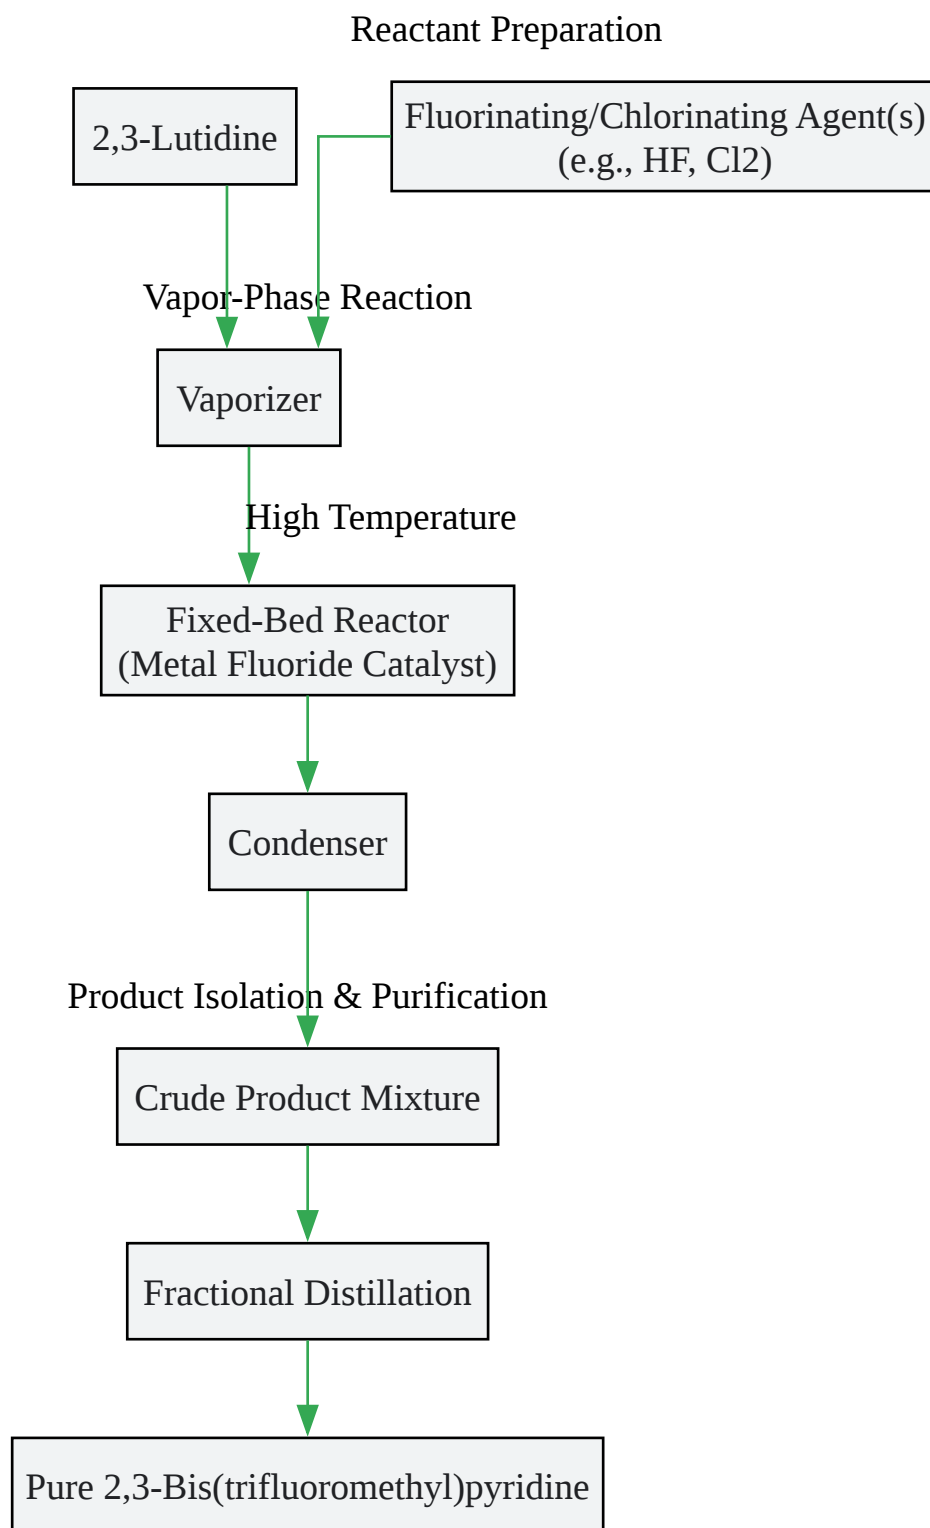 Reactant Preparation
2,3-Lutidine
Fluorinating/Chlorinating Agent(s)
(e.g., HF, Cl2)
Vapor-Phase Reaction
Vaporizer
High Temperature
Fixed-Bed Reactor
(Metal Fluoride Catalyst)
Condenser
Product Isolation & Purification
Crude Product Mixture
Fractional Distillation
Pure 2,3-Bis(trifluoromethyl)pyridine